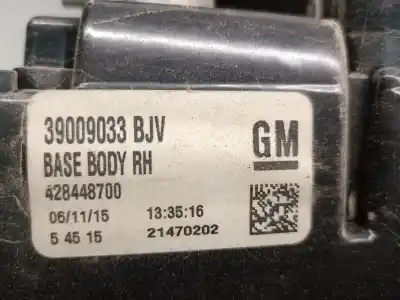 39009033 BJV
BASE BODY RH
GM
428448700
06/11/15 13:35:16
5 45 15 21470202